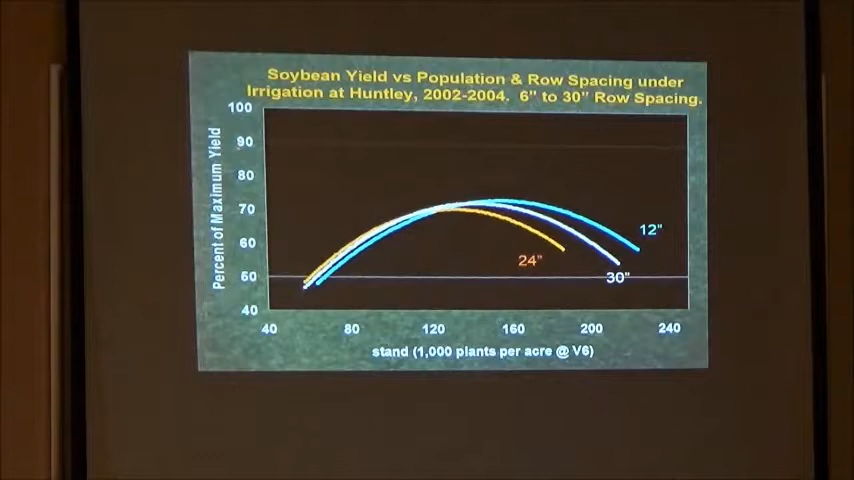 Soybean Yield vs Population & Row Spacing under
Irrigation at Huntley, 2002-2004. 6" to 30" Row Spacing.
100
90
80
70
60
50
40
Percent of Maximum Yield
12"
24"
30"
40 80 120 160 200 240
stand (1,000 plants per acre @ V6)